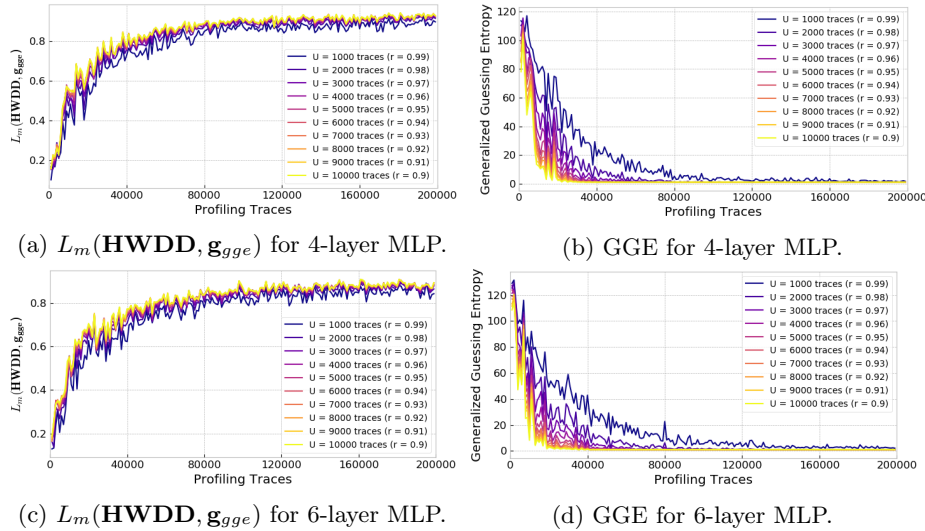 L_m(HWDD, g_gge)
0.8
0.6
0.4
0.2
U = 1000 traces (r = 0.99)
U = 2000 traces (r = 0.98)
U = 3000 traces (r = 0.97)
U = 4000 traces (r = 0.96)
U = 5000 traces (r = 0.95)
U = 6000 traces (r = 0.94)
U = 7000 traces (r = 0.93)
U = 8000 traces (r = 0.92)
U = 9000 traces (r = 0.91)
U = 10000 traces (r = 0.9)
0 40000 80000 120000 160000 200000
Profiling Traces
(a) L_m(HWDD, g_gge) for 4-layer MLP.
Generalized Guessing Entropy
120
100
80
60
40
20
0
U = 1000 traces (r = 0.99)
U = 2000 traces (r = 0.98)
U = 3000 traces (r = 0.97)
U = 4000 traces (r = 0.96)
U = 5000 traces (r = 0.95)
U = 6000 traces (r = 0.94)
U = 7000 traces (r = 0.93)
U = 8000 traces (r = 0.92)
U = 9000 traces (r = 0.91)
U = 10000 traces (r = 0.9)
0 40000 80000 120000 160000 200000
Profiling Traces
(b) GGE for 4-layer MLP.
L_m(HWDD, g_gge)
0.8
0.6
0.4
0.2
U = 1000 traces (r = 0.99)
U = 2000 traces (r = 0.98)
U = 3000 traces (r = 0.97)
U = 4000 traces (r = 0.96)
U = 5000 traces (r = 0.95)
U = 6000 traces (r = 0.94)
U = 7000 traces (r = 0.93)
U = 8000 traces (r = 0.92)
U = 9000 traces (r = 0.91)
U = 10000 traces (r = 0.9)
0 40000 80000 120000 160000 200000
Profiling Traces
(c) L_m(HWDD, g_gge) for 6-layer MLP.
Generalized Guessing Entropy
120
100
80
60
40
20
0
U = 1000 traces (r = 0.99)
U = 2000 traces (r = 0.98)
U = 3000 traces (r = 0.97)
U = 4000 traces (r = 0.96)
U = 5000 traces (r = 0.95)
U = 6000 traces (r = 0.94)
U = 7000 traces (r = 0.93)
U = 8000 traces (r = 0.92)
U = 9000 traces (r = 0.91)
U = 10000 traces (r = 0.9)
0 40000 80000 120000 160000 200000
Profiling Traces
(d) GGE for 6-layer MLP.